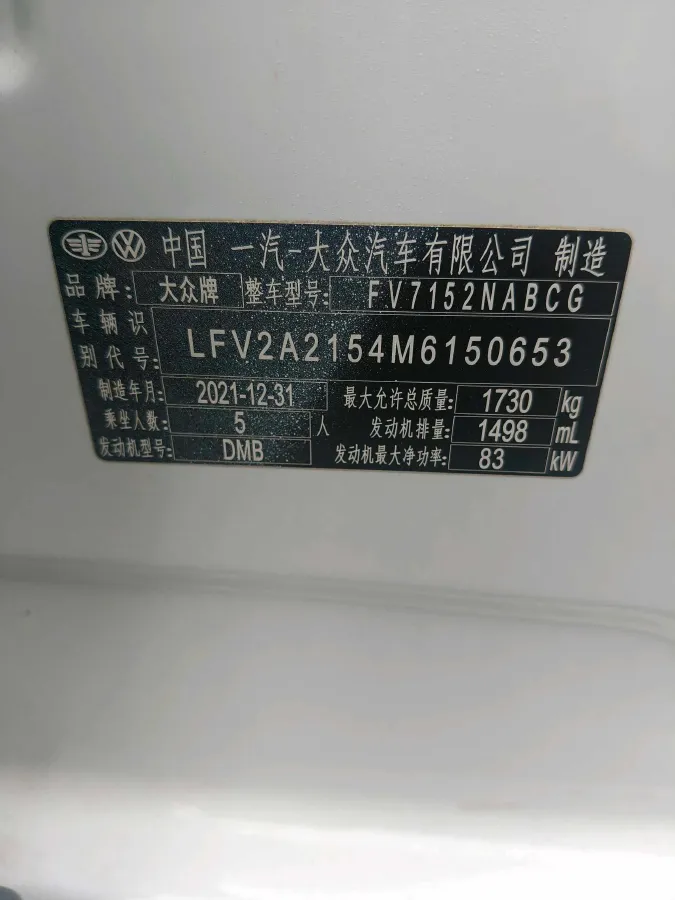 中国 一汽-大众汽车有限公司 制造
品牌: 大众牌 整车型号: FV7152NABCG
车辆识别代号: LFV2A2154M6150653
制造年月: 2021-12-31 最大允许总质量: 1730 kg
乘坐人数: 5 人 发动机排量: 1498 mL
发动机型号: DMB 发动机最大净功率: 83 kW